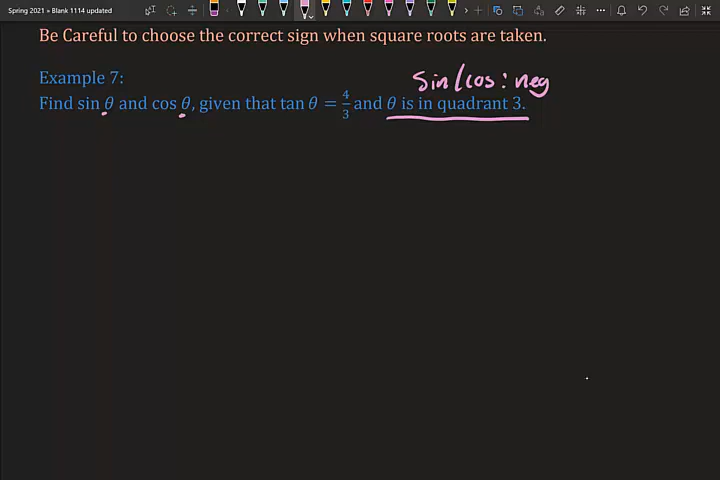 Spring 2021 » Blank 1114 updated
Be Careful to choose the correct sign when square roots are taken.
Example 7:
sin/cos: neg
Find sin θ and cos θ, given that tan θ = 4/3 and θ is in quadrant 3.